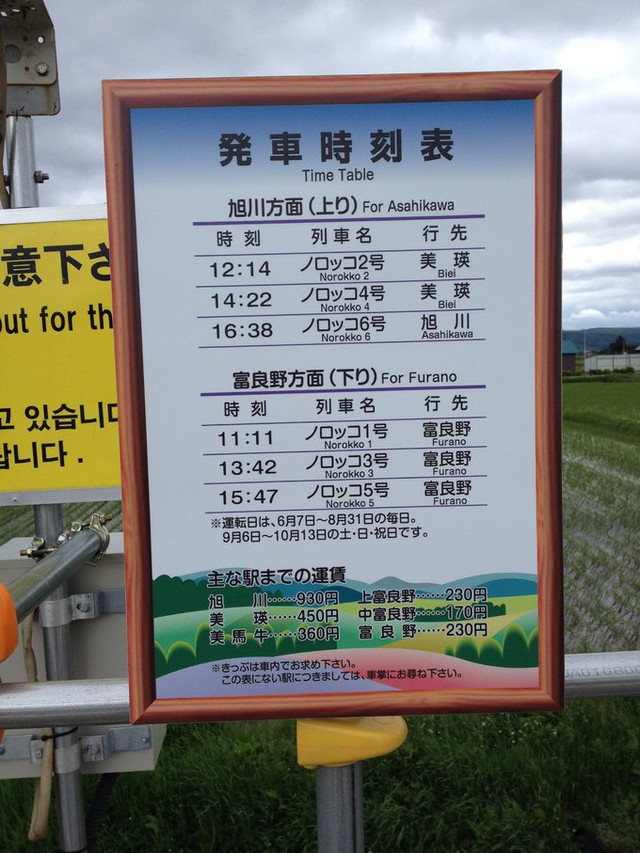 発車時刻表
Time Table
旭川方面(上り) For Asahikawa
時刻 列車名 行先
12:14 ノロッコ2号 美瑛
Norokko 2 Biei
14:22 ノロッコ4号 美瑛
Norokko 4 Biei
16:38 ノロッコ6号 旭川
Norokko 6 Asahikawa
富良野方面(下り) For Furano
時刻 列車名 行先
11:11 ノロッコ1号 富良野
Norokko 1 Furano
13:42 ノロッコ3号 富良野
Norokko 3 Furano
15:47 ノロッコ5号 富良野
Norokko 5 Furano
※運転日は、6月7日〜8月31日の毎日。
9月6日〜10月13日の土・日・祝日です。
主な駅までの運賃
旭川……930円 上富良野……230円
美瑛……450円 中富良野……170円
美馬牛……360円 富良野……230円
※きっぷは車内でお求め下さい。
この表にない駅につきましては、車掌にお尋ね下さい。
意下さ
out for th
고 있습니다
랍니다.